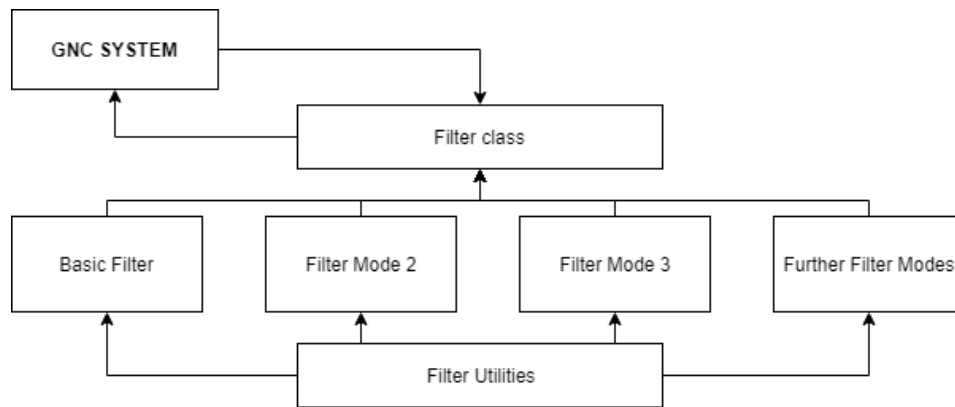 GNC SYSTEM
Filter class
Basic Filter
Filter Mode 2
Filter Mode 3
Further Filter Modes
Filter Utilities